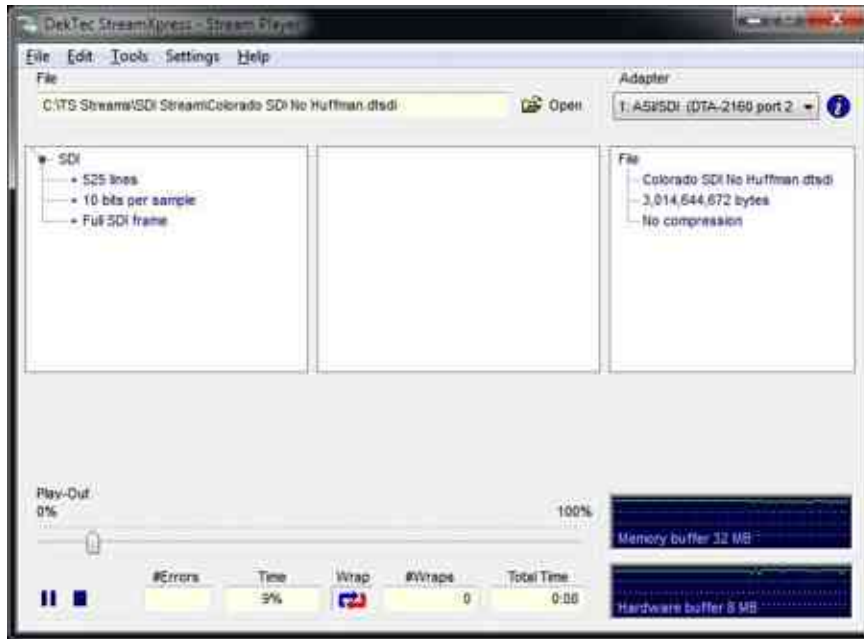 DekTec StreamXpress - Stream Player
File Edit Tools Settings Help
File
Adapter
C:\TS Streams\SDI Stream\Colorado SDI No Huffman.dtsdi
Open
1: ASI/SDI (DTA-2160 port 2
SDI
525 lines
10 bits per sample
Full SDI frame
File
Colorado SDI No Huffman.dtsdi
3,014,644,672 bytes
No compression
Play-Out
0%
100%
Memory buffer 32 MB
#Errors Time Wrap #Wraps Total Time
9% 0 0:08
Hardware buffer 8 MB